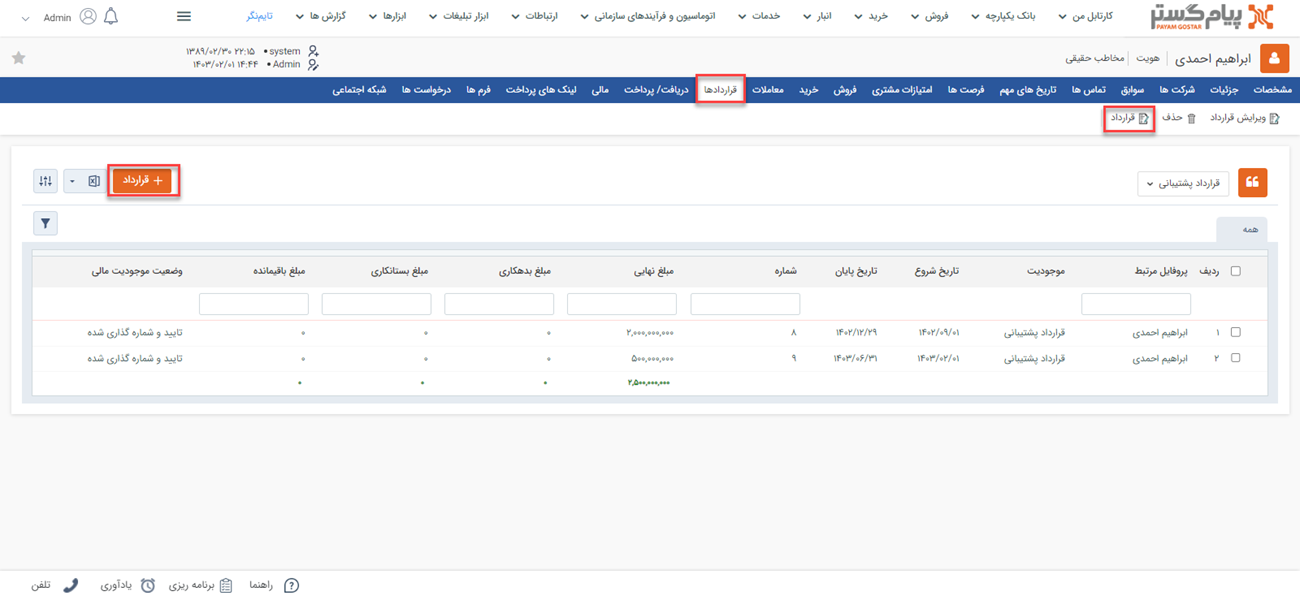 پیام گستر
PAYAM GOSTAR
کارتابل من
بانک یکپارچه
فروش
خرید
انبار
خدمات
اتوماسیون و فرآیندهای سازمانی
ارتباطات
ابزار تبلیغات
ابزارها
گزارش ها
تایم‌نگر
Admin
ابراهیم احمدی
هویت
مخاطب حقیقی
system • ۱۳۸۹/۰۲/۳۰ ۲۲:۱۵
Admin • ۱۴۰۳/۰۲/۰۱ ۱۴:۴۴
مشخصات
جزئیات
شرکت ها
سوابق
تماس ها
تاریخ های مهم
فرصت ها
امتیازات مشتری
فروش
خرید
معاملات
قراردادها
دریافت/ پرداخت
مالی
لینک های پرداخت
فرم ها
درخواست ها
شبکه اجتماعی
ویرایش قرارداد
حذف
قرارداد
قرارداد پشتیبانی
+ قرارداد
همه
ردیف پروفایل مرتبط موجودیت تاریخ شروع تاریخ پایان شماره مبلغ نهایی مبلغ بدهکاری مبلغ بستانکاری مبلغ باقیمانده وضعیت موجودیت مالی
۱ ابراهیم احمدی قرارداد پشتیبانی ۱۴۰۲/۰۹/۰۱ ۱۴۰۲/۱۲/۲۹ ۸ ۲,۰۰۰,۰۰۰,۰۰۰ ۰ ۰ ۰ تایید و شماره گذاری شده
۲ ابراهیم احمدی قرارداد پشتیبانی ۱۴۰۳/۰۲/۰۱ ۱۴۰۳/۰۶/۳۱ ۹ ۵۰۰,۰۰۰,۰۰۰ ۰ ۰ ۰ تایید و شماره گذاری شده
۲,۵۰۰,۰۰۰,۰۰۰ ۰ ۰ ۰
راهنما
برنامه ریزی
یادآوری
تلفن